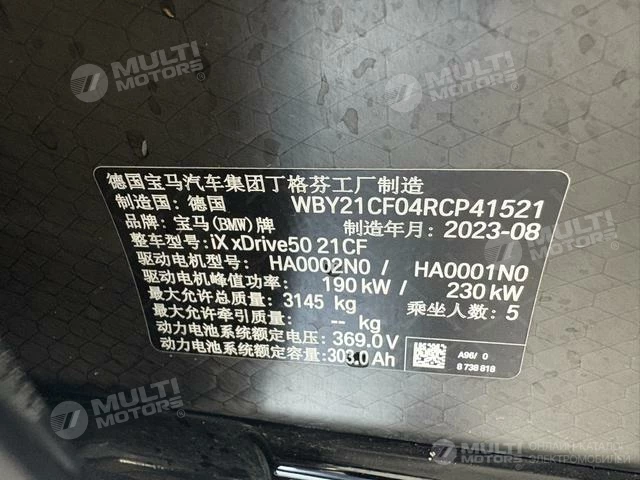 MULTI MOTORS
MULTI MOTORS
MULTI MOTORS
德国宝马汽车集团丁格芬工厂制造
制造国: 德国 WBY21CF04RCP41521
品牌: 宝马(BMW)牌 制造年月: 2023-08
整车型号: iX xDrive50 21CF
驱动电机型号: HA0002N0 / HA0001N0
驱动电机峰值功率: 190 kW / 230 kW
最大允许总质量: 3145 kg 乘坐人数: 5
最大允许牵引质量: -- kg
动力电池系统额定电压: 369.0 V
动力电池系统额定容量: 303.0 Ah
A96/ 0
8 738 818
MULTI MOTORS
MULTI MOTORS
ЭЛЕКТРОМОБИЛЕЙ